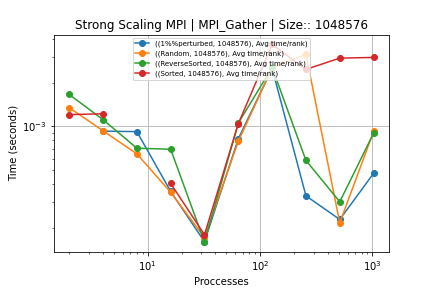 Strong Scaling MPI | MPI_Gather | Size:: 1048576
((1%%perturbed, 1048576), Avg time/rank)
((Random, 1048576), Avg time/rank)
((ReverseSorted, 1048576), Avg time/rank)
((Sorted, 1048576), Avg time/rank)
Time (seconds)
10⁻³
10¹
10²
10³
Proccesses